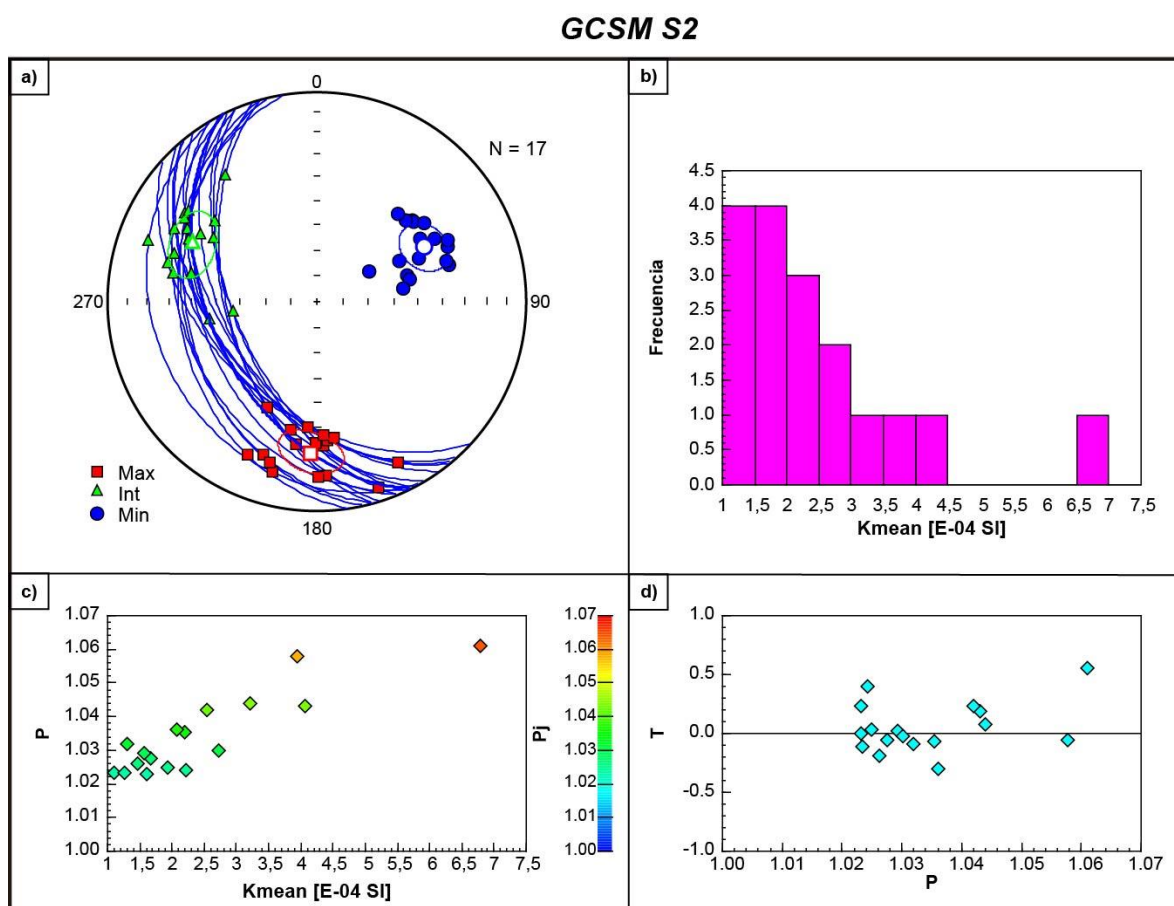 GCSM S2
a)
0
N = 17
270
90
180
Max
Int
Min
b)
4.5
4.0
3.5
3.0
2.5
2.0
1.5
1.0
0.5
0.0
Frecuencia
1 1,5 2 2,5 3 3,5 4 4,5 5 5,5 6 6,5 7 7,5
Kmean [E-04 SI]
c)
1.07
1.06
1.05
1.04
1.03
1.02
1.01
1.00
P
1 1,5 2 2,5 3 3,5 4 4,5 5 5,5 6 6,5 7 7,5
Kmean [E-04 SI]
Pj
1.07
1.06
1.05
1.04
1.03
1.02
1.01
1.00
d)
1.0
0.5
0.0
-0.5
-1.0
T
1.00 1.01 1.02 1.03 1.04 1.05 1.06 1.07
P